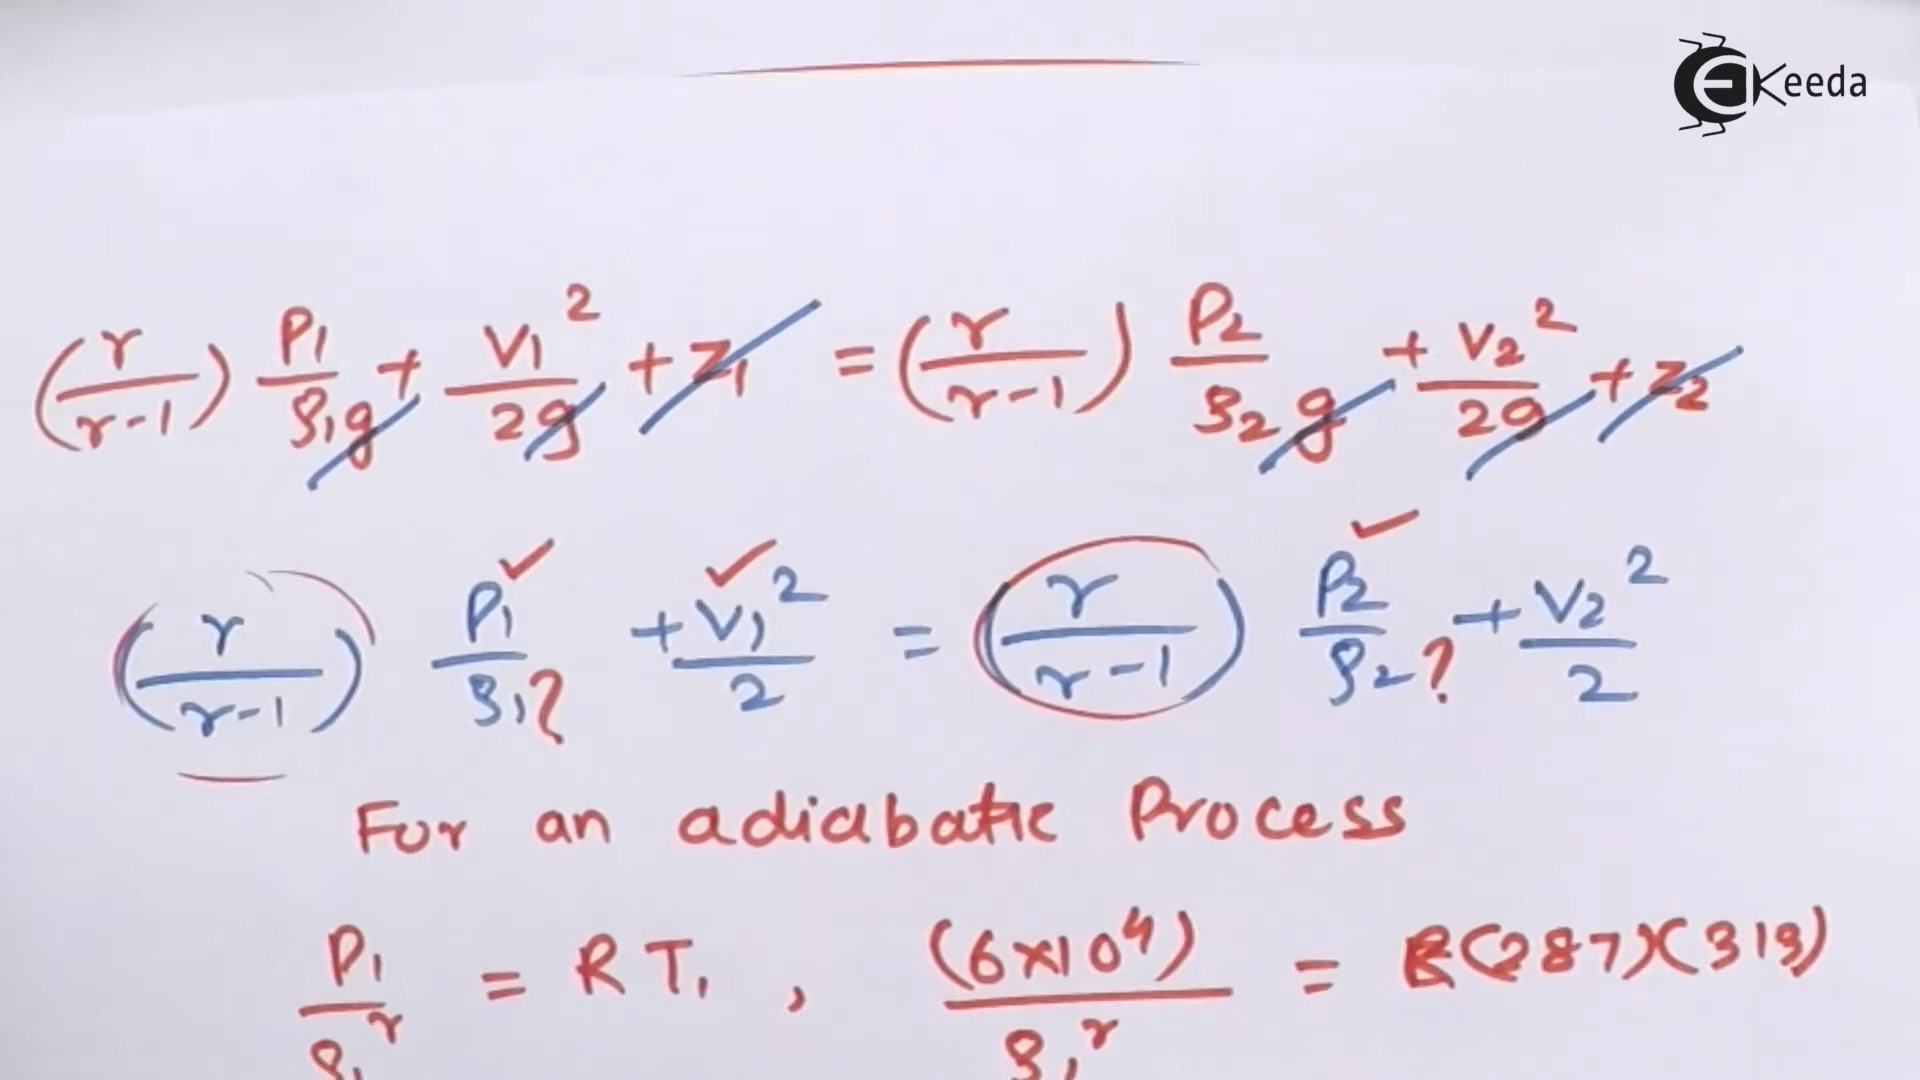 EKeeda
(γ/(γ-1)) P₁/(ρ₁g) + V₁²/(2g) + Z₁ = (γ/(γ-1)) P₂/(ρ₂g) + V₂²/(2g) + Z₂
(γ/(γ-1)) P₁/ρ₁? + V₁²/2 = (γ/(γ-1)) P₂/ρ₂? + V₂²/2
For an adiabatic Process
P₁/ρ₁^γ = RT₁ , (6×10⁴)/ρ₁^γ = (287)(313)